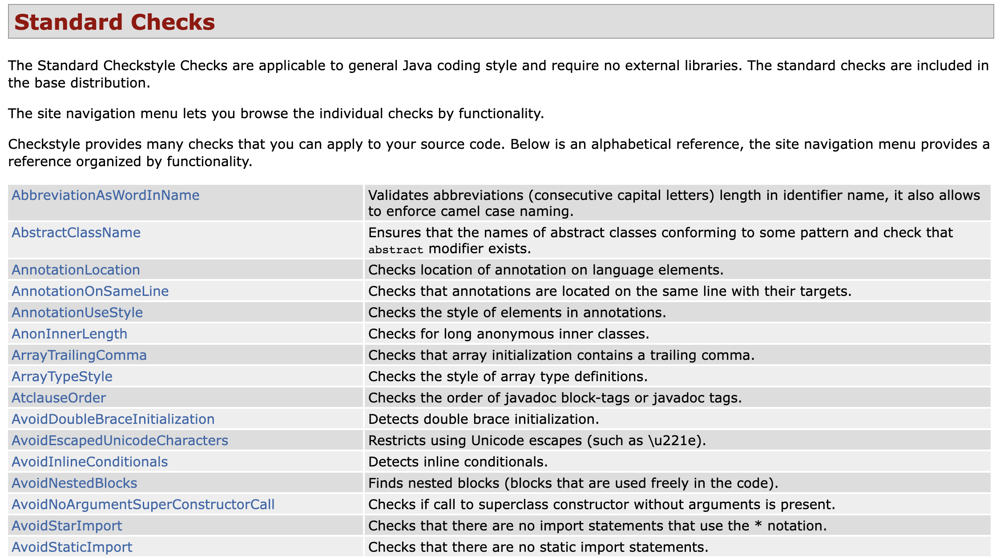 Standard Checks
The Standard Checkstyle Checks are applicable to general Java coding style and require no external libraries. The standard checks are included in
the base distribution.
The site navigation menu lets you browse the individual checks by functionality.
Checkstyle provides many checks that you can apply to your source code. Below is an alphabetical reference, the site navigation menu provides a
reference organized by functionality.
AbbreviationAsWordInName Validates abbreviations (consecutive capital letters) length in identifier name, it also allows
to enforce camel case naming.
AbstractClassName Ensures that the names of abstract classes conforming to some pattern and check that
abstract modifier exists.
AnnotationLocation Checks location of annotation on language elements.
AnnotationOnSameLine Checks that annotations are located on the same line with their targets.
AnnotationUseStyle Checks the style of elements in annotations.
AnonInnerLength Checks for long anonymous inner classes.
ArrayTrailingComma Checks that array initialization contains a trailing comma.
ArrayTypeStyle Checks the style of array type definitions.
AtclauseOrder Checks the order of javadoc block-tags or javadoc tags.
AvoidDoubleBraceInitialization Detects double brace initialization.
AvoidEscapedUnicodeCharacters Restricts using Unicode escapes (such as \u221e).
AvoidInlineConditionals Detects inline conditionals.
AvoidNestedBlocks Finds nested blocks (blocks that are used freely in the code).
AvoidNoArgumentSuperConstructorCall Checks if call to superclass constructor without arguments is present.
AvoidStarImport Checks that there are no import statements that use the * notation.
AvoidStaticImport Checks that there are no static import statements.